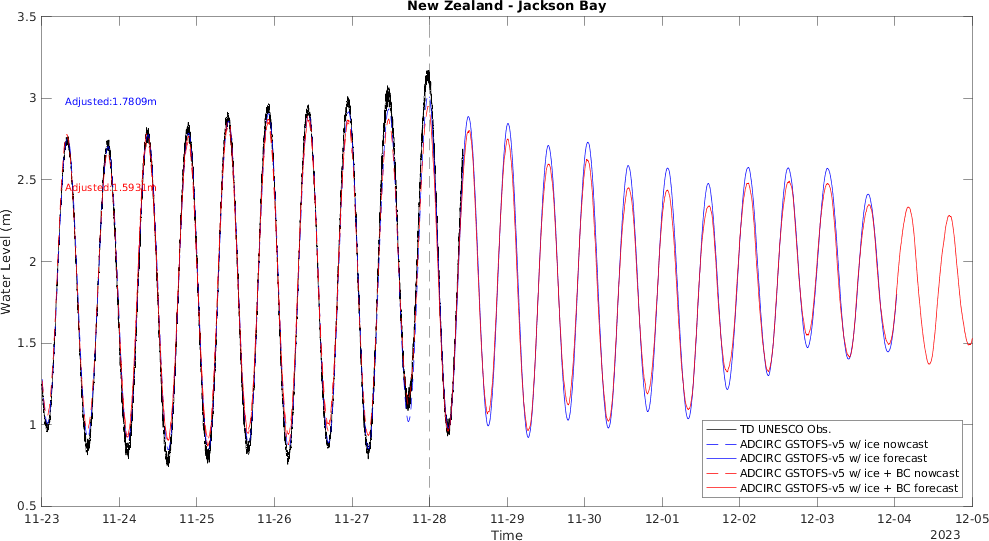 New Zealand - Jackson Bay
3.5
3
2.5
2
1.5
1
0.5
Water Level (m)
Adjusted:1.7809m
Adjusted:1.5931m
TD UNESCO Obs.
ADCIRC GSTOFS-v5 w/ ice nowcast
ADCIRC GSTOFS-v5 w/ ice forecast
ADCIRC GSTOFS-v5 w/ ice + BC nowcast
ADCIRC GSTOFS-v5 w/ ice + BC forecast
11-23 11-24 11-25 11-26 11-27 11-28 11-29 11-30 12-01 12-02 12-03 12-04 12-05
Time
2023